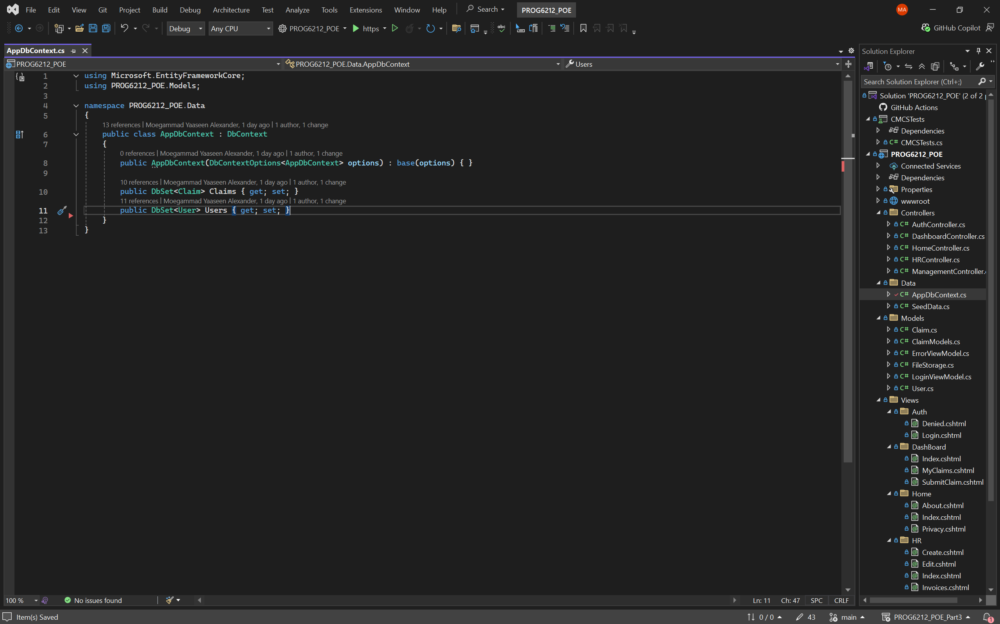 File Edit View Git Project Build Debug Architecture Test Analyze Tools Extensions Window Help Search PROG6212_POE MA
Debug Any CPU PROG6212_POE https GitHub Copilot
AppDbContext.cs
PROG6212_POE PROG6212_POE.Data.AppDbContext Users
1 using Microsoft.EntityFrameworkCore;
2 using PROG6212_POE.Models;
3
4 namespace PROG6212_POE.Data
5 {
13 references | Moegammad Yaaseen Alexander, 1 day ago | 1 author, 1 change
6 public class AppDbContext : DbContext
7 {
0 references | Moegammad Yaaseen Alexander, 1 day ago | 1 author, 1 change
8 public AppDbContext(DbContextOptions<AppDbContext> options) : base(options) { }
9
10 references | Moegammad Yaaseen Alexander, 1 day ago | 1 author, 1 change
10 public DbSet<Claim> Claims { get; set; }
11 references | Moegammad Yaaseen Alexander, 1 day ago | 1 author, 1 change
11 public DbSet<User> Users { get; set; }
12 }
13 }
Solution Explorer
Search Solution Explorer (Ctrl+;)
Solution 'PROG6212_POE' (2 of 2
GitHub Actions
CMCSTests
Dependencies
C# CMCSTests.cs
PROG6212_POE
Connected Services
Dependencies
Properties
wwwroot
Controllers
C# AuthController.cs
C# DashboardController.cs
C# HomeController.cs
C# HRController.cs
C# ManagementController.
Data
C# AppDbContext.cs
C# SeedData.cs
Models
C# Claim.cs
C# ClaimModels.cs
C# ErrorViewModel.cs
C# FileStorage.cs
C# LoginViewModel.cs
C# User.cs
Views
Auth
Denied.cshtml
Login.cshtml
DashBoard
Index.cshtml
MyClaims.cshtml
SubmitClaim.cshtml
Home
About.cshtml
Index.cshtml
Privacy.cshtml
HR
Create.cshtml
Edit.cshtml
Index.cshtml
Invoices.cshtml
100 % No issues found Ln: 11 Ch: 47 SPC CRLF
Item(s) Saved 0 / 0 43 main PROG6212_POE_Part3 1